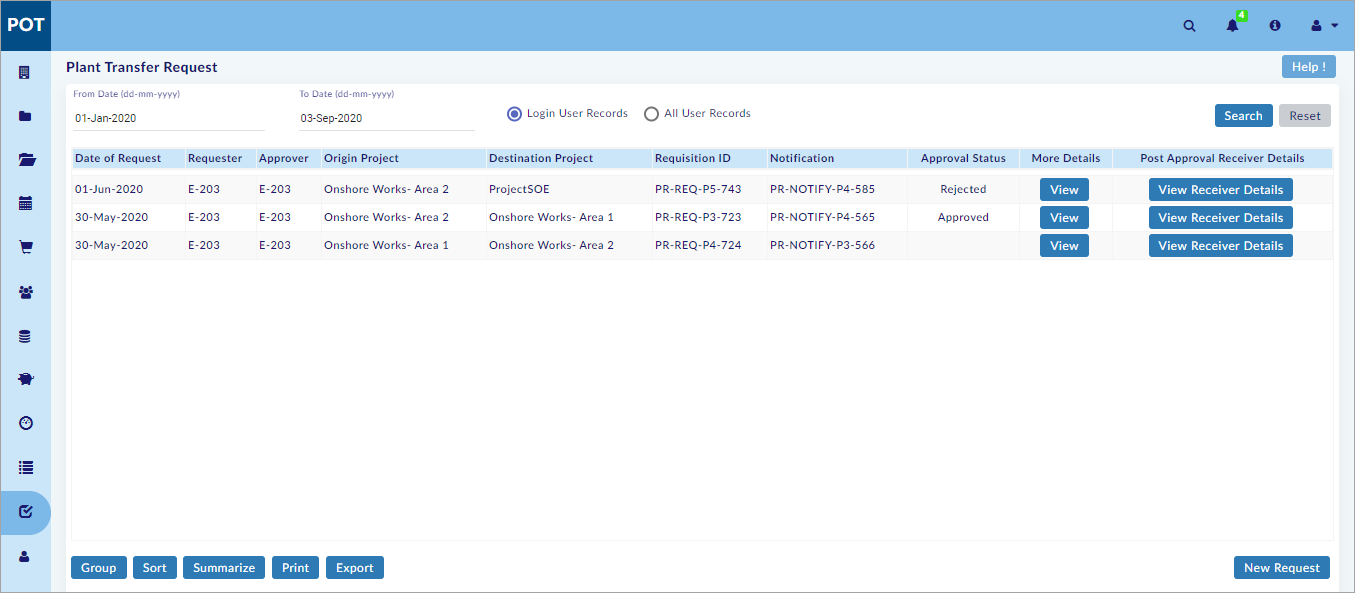 POT
4
Plant Transfer Request
Help !
From Date (dd-mm-yyyy) To Date (dd-mm-yyyy)
01-Jan-2020 03-Sep-2020 Login User Records All User Records Search Reset
Date of Request Requester Approver Origin Project Destination Project Requisition ID Notification Approval Status More Details Post Approval Receiver Details
01-Jun-2020 E-203 E-203 Onshore Works- Area 2 ProjectSOE PR-REQ-P5-743 PR-NOTIFY-P4-585 Rejected View View Receiver Details
30-May-2020 E-203 E-203 Onshore Works- Area 2 Onshore Works- Area 1 PR-REQ-P3-723 PR-NOTIFY-P4-565 Approved View View Receiver Details
30-May-2020 E-203 E-203 Onshore Works- Area 1 Onshore Works- Area 2 PR-REQ-P4-724 PR-NOTIFY-P3-566 View View Receiver Details
Group Sort Summarize Print Export New Request